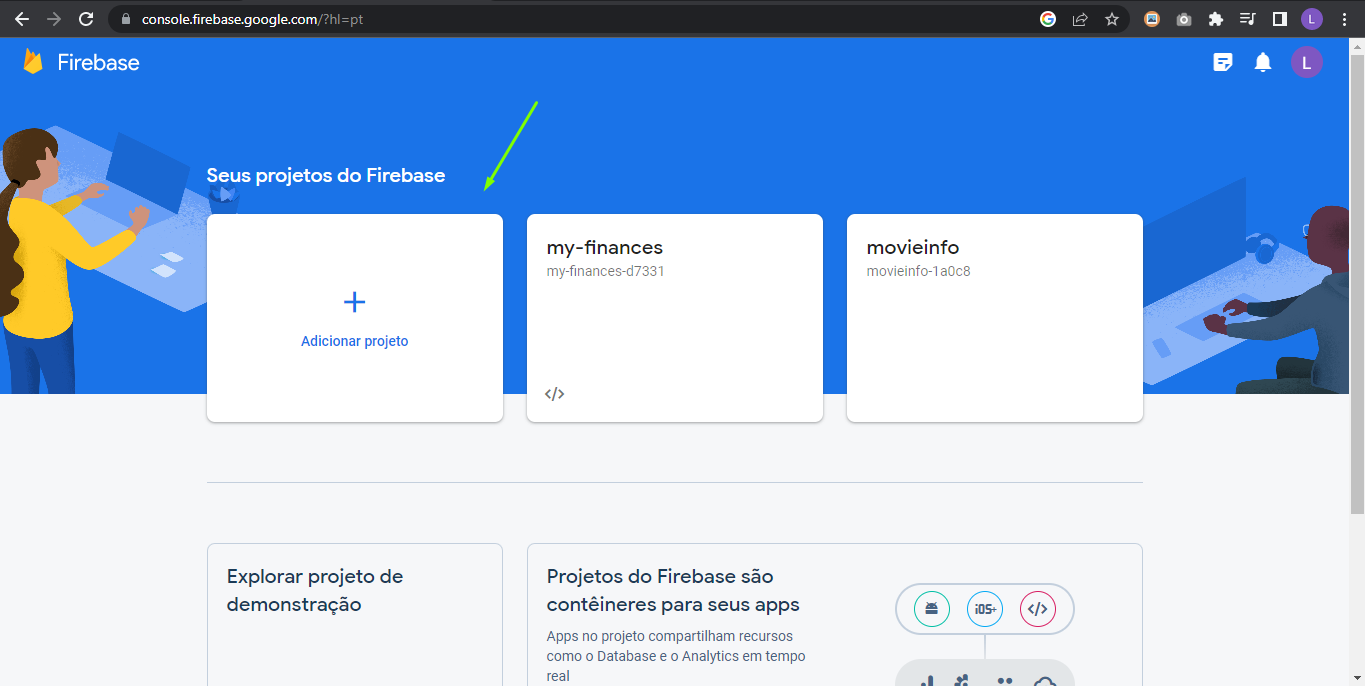 console.firebase.google.com/?hl=pt
L
Firebase
L
Seus projetos do Firebase
Adicionar projeto
my-finances
my-finances-d7331
</>
movieinfo
movieinfo-1a0c8
Explorar projeto de
demonstração
Projetos do Firebase são
contêineres para seus apps
Apps no projeto compartilham recursos
como o Database e o Analytics em tempo
real
iOS+
</>